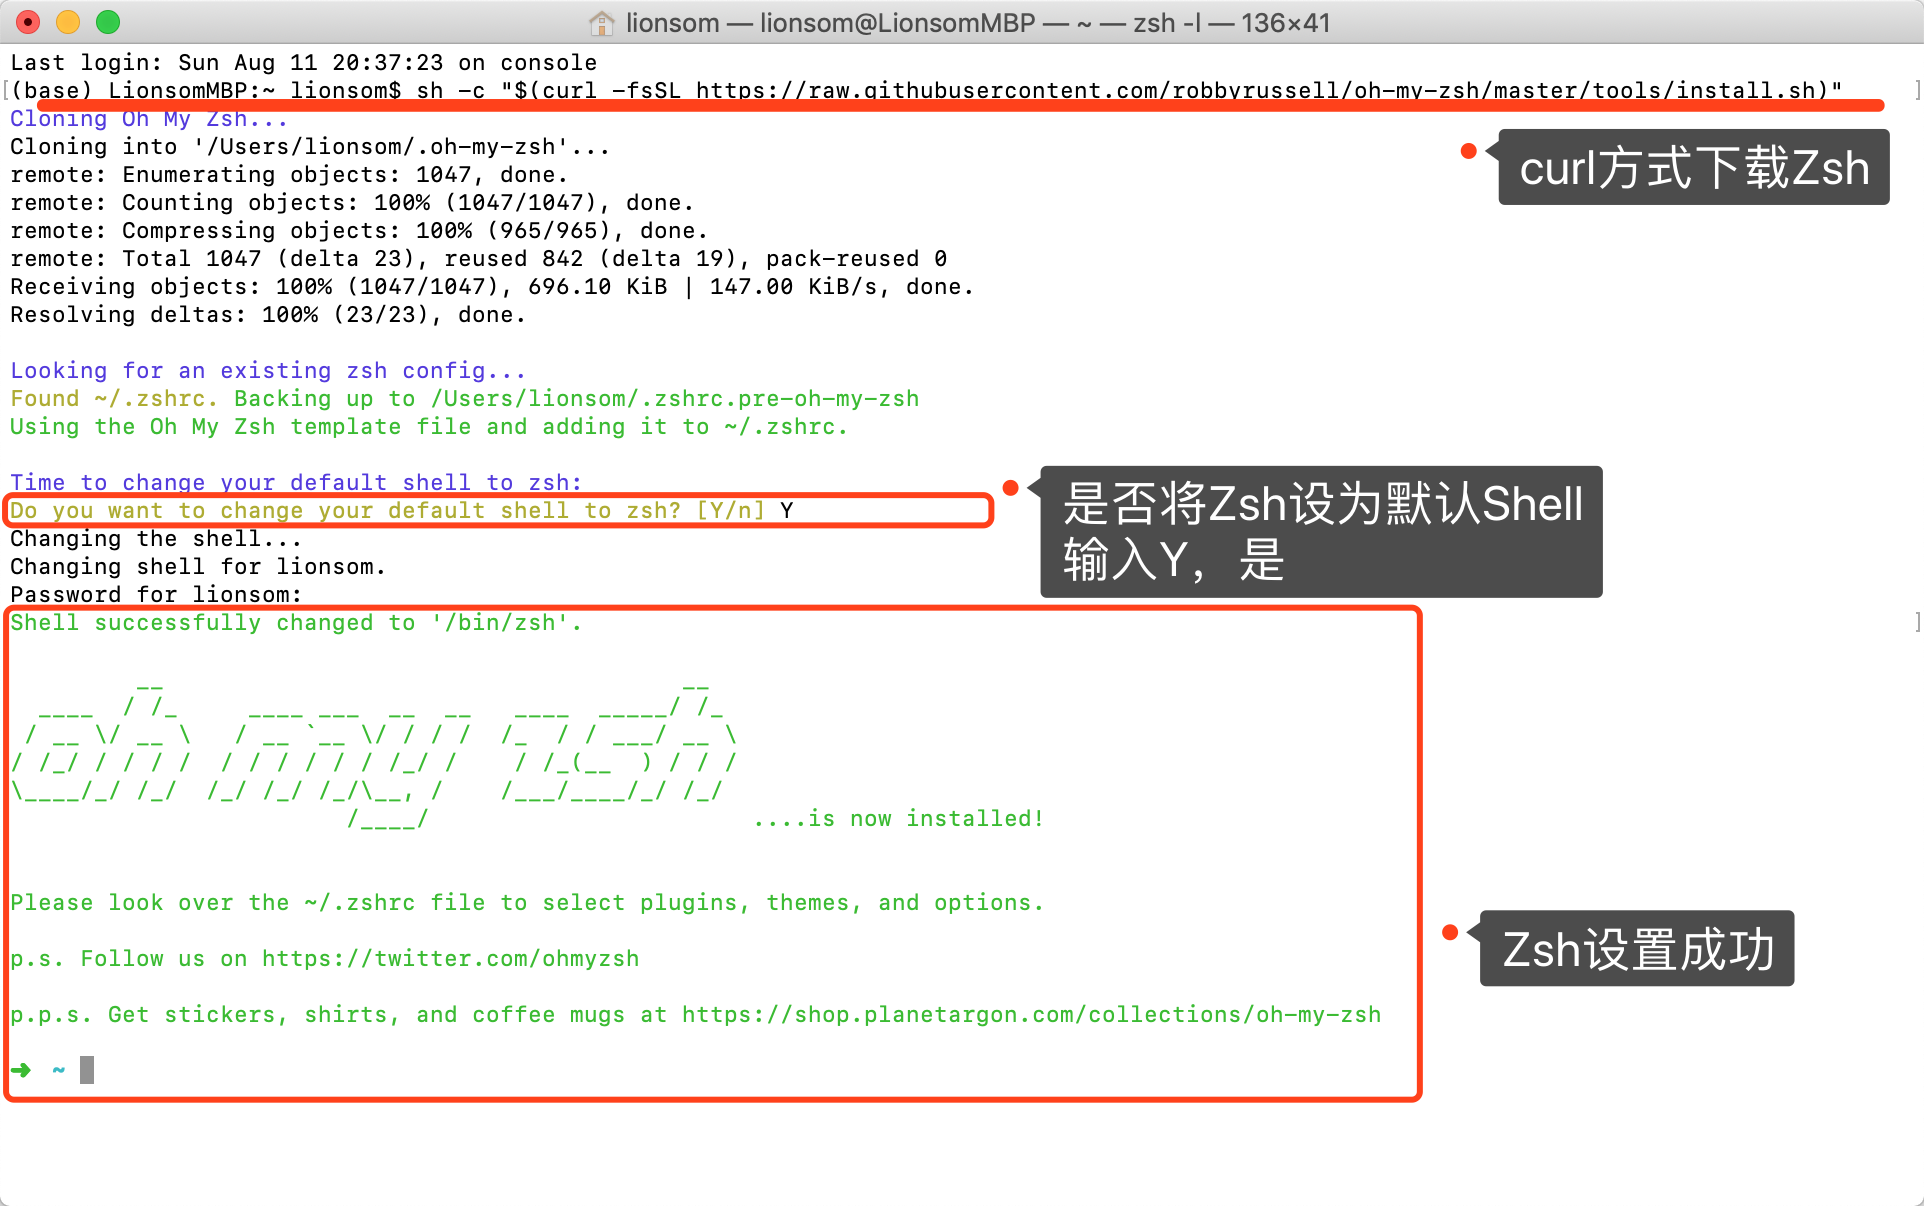 lionsom — lionsom@LionsomMBP — ~ — zsh -l — 136×41
Last login: Sun Aug 11 20:37:23 on console
(base) LionsomMBP:~ lionsom$ sh -c "$(curl -fsSL https://raw.githubusercontent.com/robbyrussell/oh-my-zsh/master/tools/install.sh)"
Cloning Oh My Zsh...
Cloning into '/Users/lionsom/.oh-my-zsh'...
curl方式下载Zsh
remote: Enumerating objects: 1047, done.
remote: Counting objects: 100% (1047/1047), done.
remote: Compressing objects: 100% (965/965), done.
remote: Total 1047 (delta 23), reused 842 (delta 19), pack-reused 0
Receiving objects: 100% (1047/1047), 696.10 KiB | 147.00 KiB/s, done.
Resolving deltas: 100% (23/23), done.
Looking for an existing zsh config...
Found ~/.zshrc. Backing up to /Users/lionsom/.zshrc.pre-oh-my-zsh
Using the Oh My Zsh template file and adding it to ~/.zshrc.
Time to change your default shell to zsh:
Do you want to change your default shell to zsh? [Y/n] Y
是否将Zsh设为默认Shell
输入Y，是
Changing the shell...
Changing shell for lionsom.
Password for lionsom:
Shell successfully changed to '/bin/zsh'.
oh my zsh
....is now installed!
Please look over the ~/.zshrc file to select plugins, themes, and options.
Zsh设置成功
p.s. Follow us on https://twitter.com/ohmyzsh
p.p.s. Get stickers, shirts, and coffee mugs at https://shop.planetargon.com/collections/oh-my-zsh
➜ ~